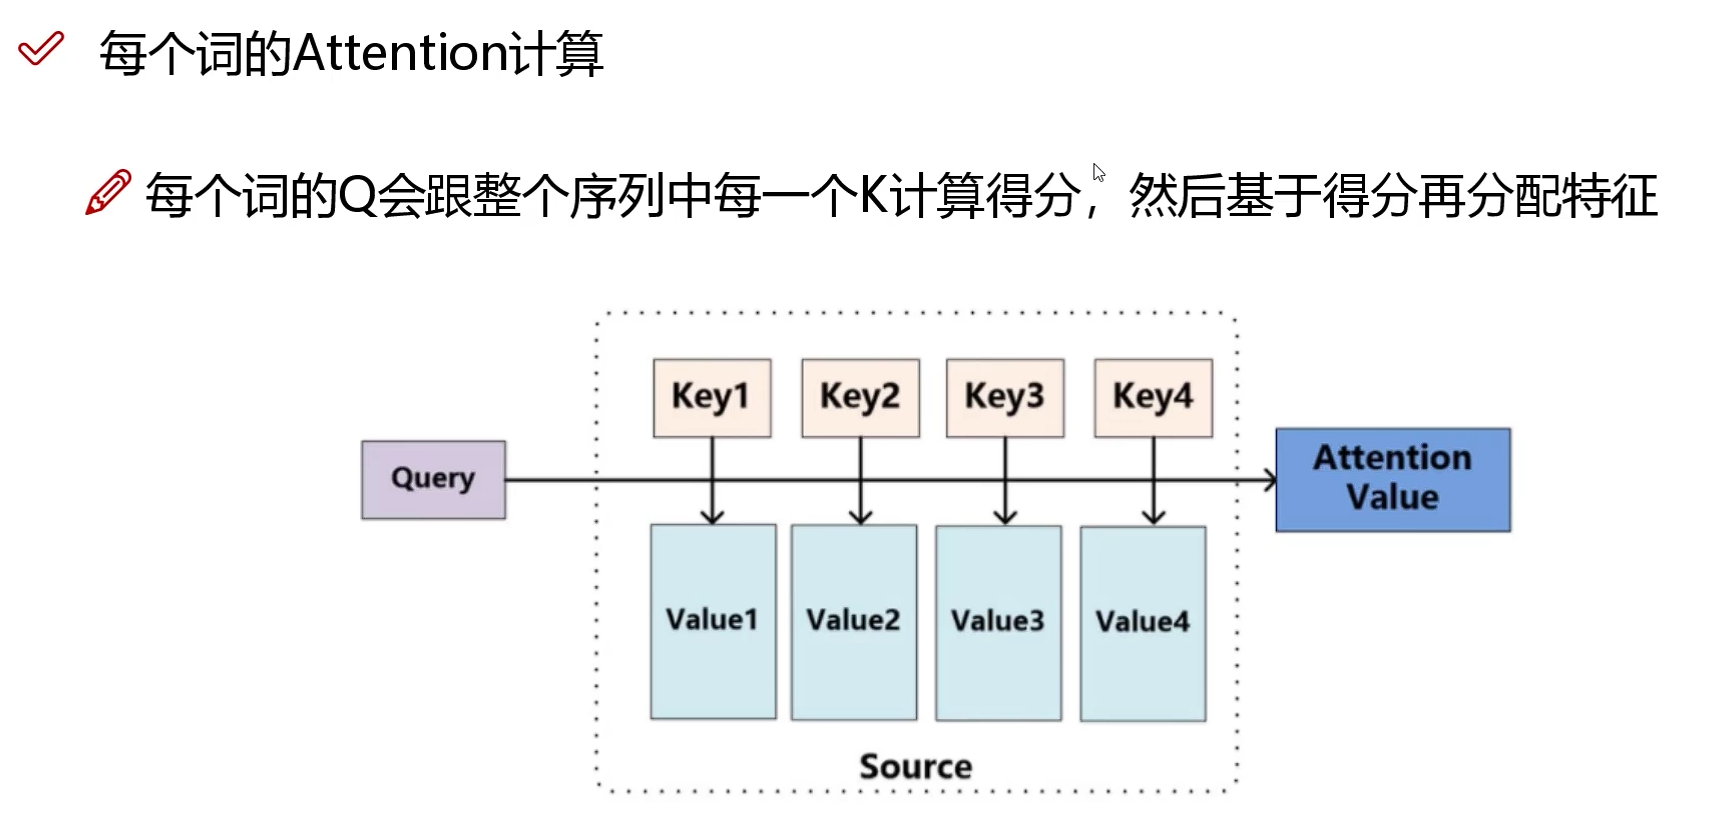 每个词的Attention计算
每个词的Q会跟整个序列中每一个K计算得分，然后基于得分再分配特征
Key1 Key2 Key3 Key4
Query
Attention
Value
Value1 Value2 Value3 Value4
Source